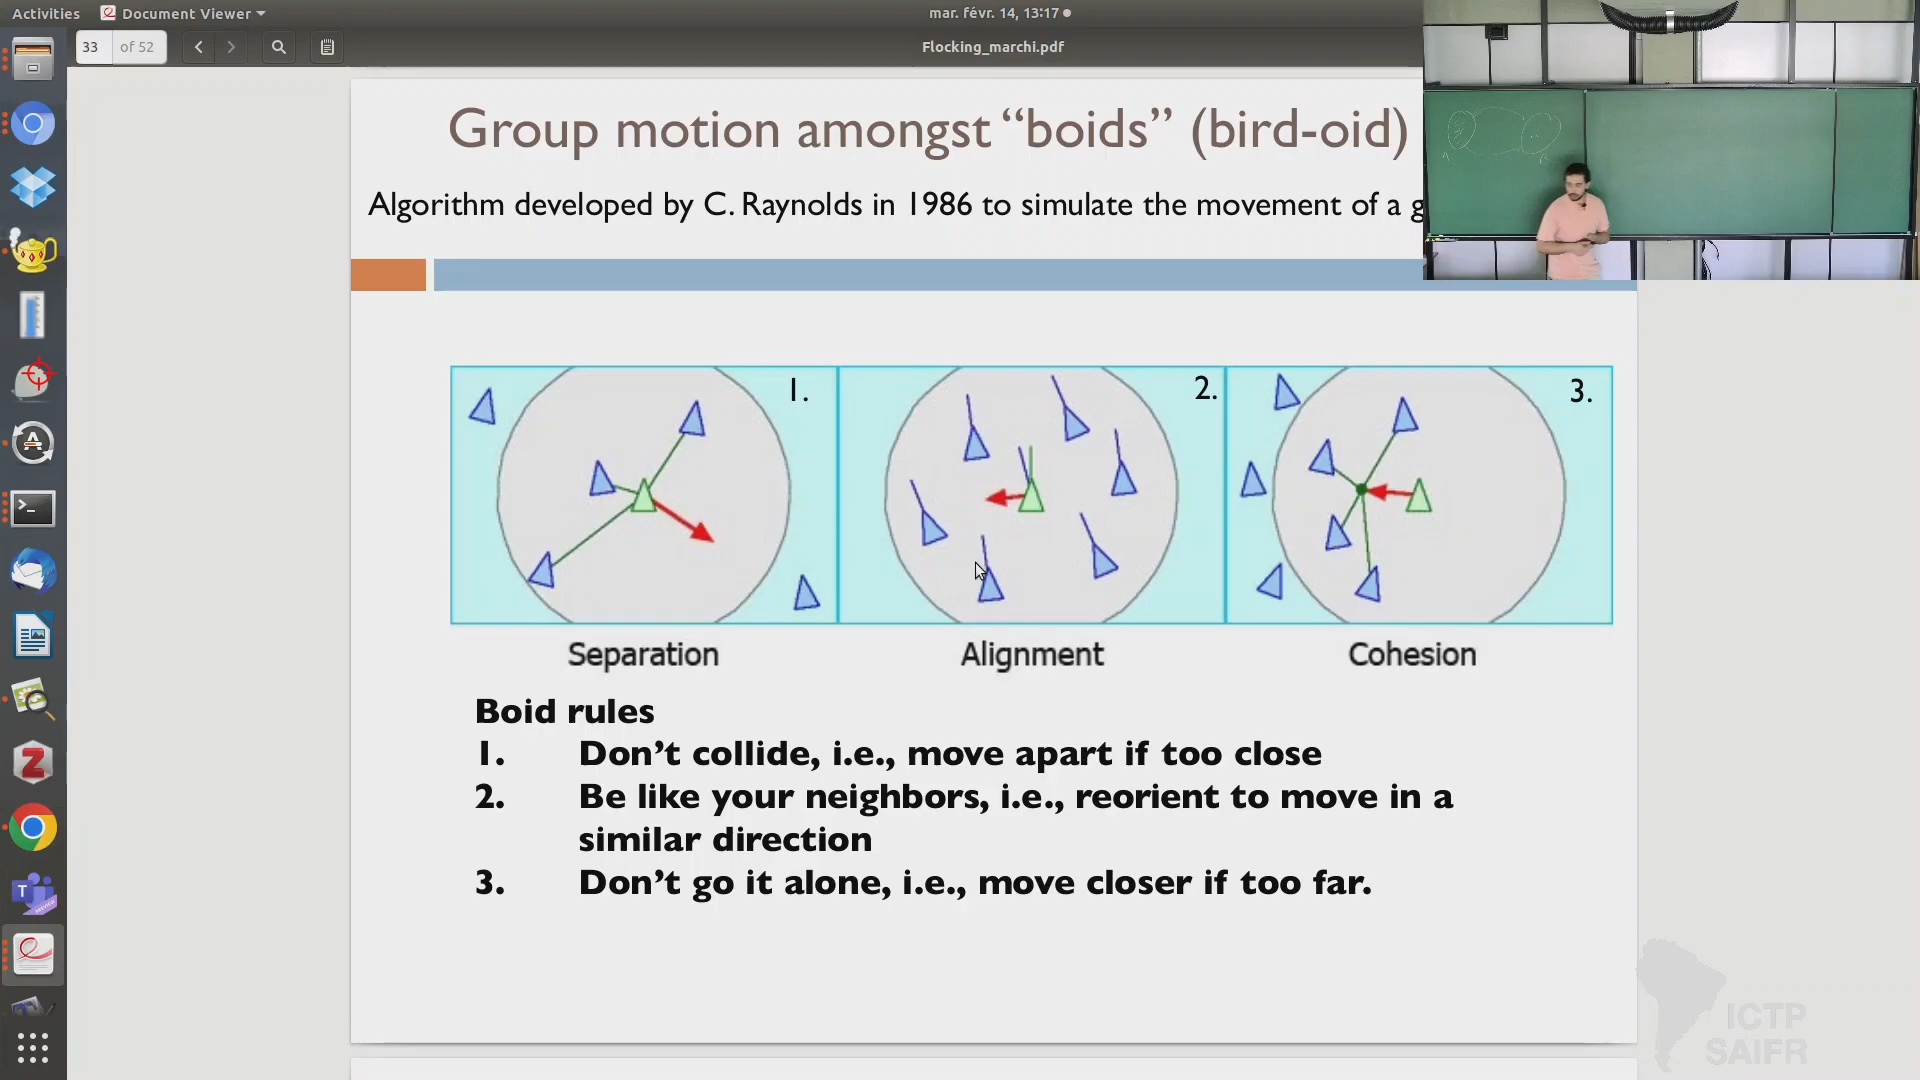 Activities
Document Viewer
mar. févr. 14, 13:17
33
of 52
Flocking_marchi.pdf
Group motion amongst “boids” (bird-oid)
Algorithm developed by C. Raynolds in 1986 to simulate the movement of a g
1.
2.
3.
Separation
Alignment
Cohesion
Boid rules
1. Don’t collide, i.e., move apart if too close
2. Be like your neighbors, i.e., reorient to move in a
similar direction
3. Don’t go it alone, i.e., move closer if too far.
ICTP
SAIFR